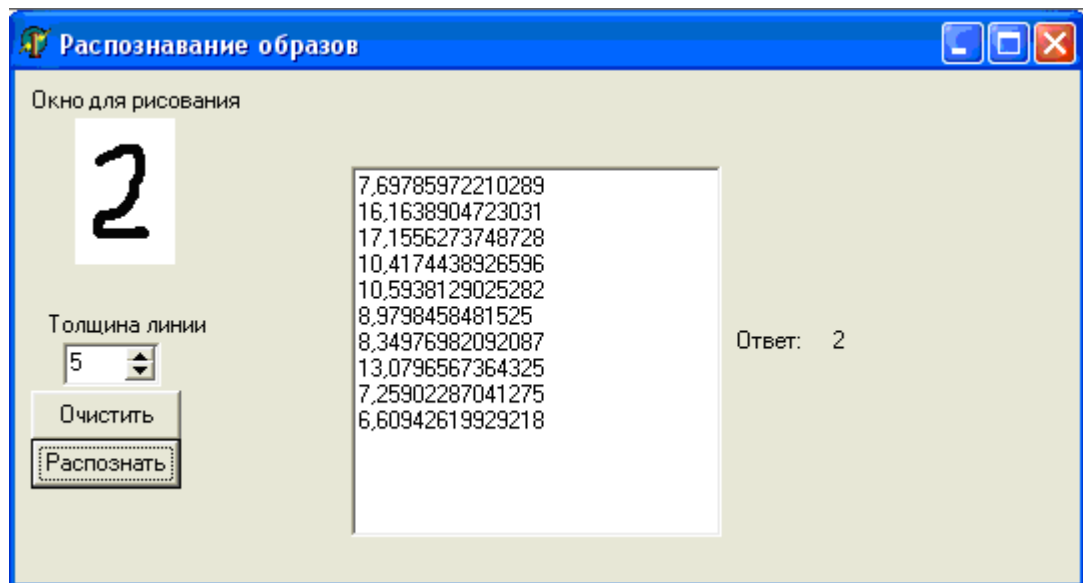 Распознавание образов
Окно для рисования
2
Толщина линии
5
Очистить
Распознать
7,69785972210289
16,1638904723031
17,1556273748728
10,4174438926596
10,5938129025282
8,9798458481525
8,34976982092087
13,0796567364325
7,25902287041275
6,60942619929218
Ответ: 2